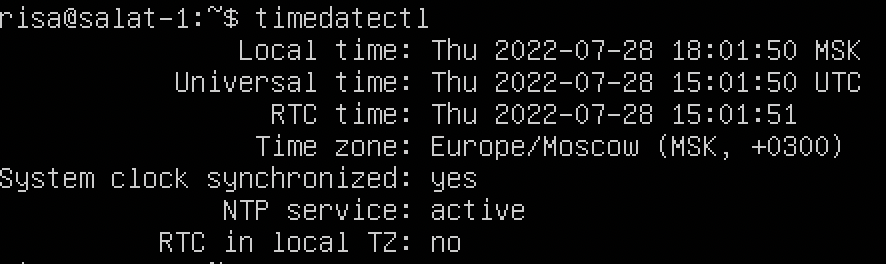 risa@salat-1:~$ timedatectl
Local time: Thu 2022-07-28 18:01:50 MSK
Universal time: Thu 2022-07-28 15:01:50 UTC
RTC time: Thu 2022-07-28 15:01:51
Time zone: Europe/Moscow (MSK, +0300)
System clock synchronized: yes
NTP service: active
RTC in local TZ: no